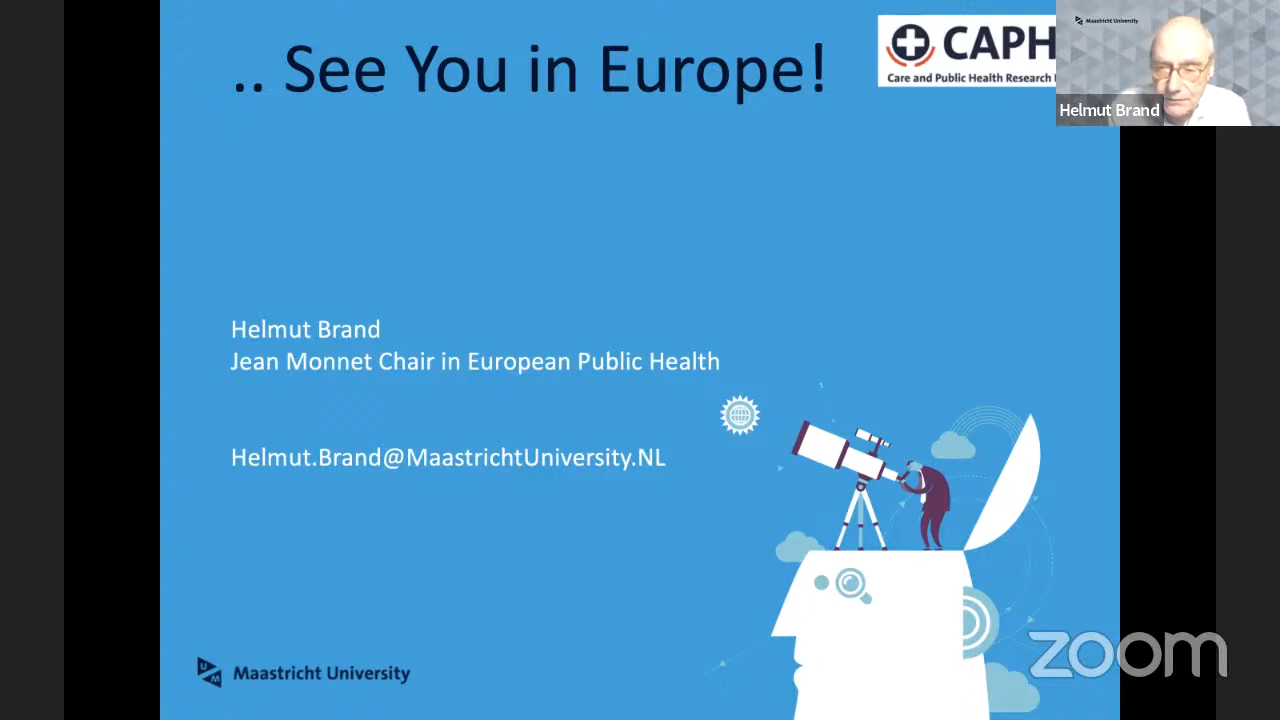 .. See You in Europe!
CAPH
Care and Public Health Research
Maastricht University
Helmut Brand
Helmut Brand
Jean Monnet Chair in European Public Health
Helmut.Brand@MaastrichtUniversity.NL
UM Maastricht University
zoom